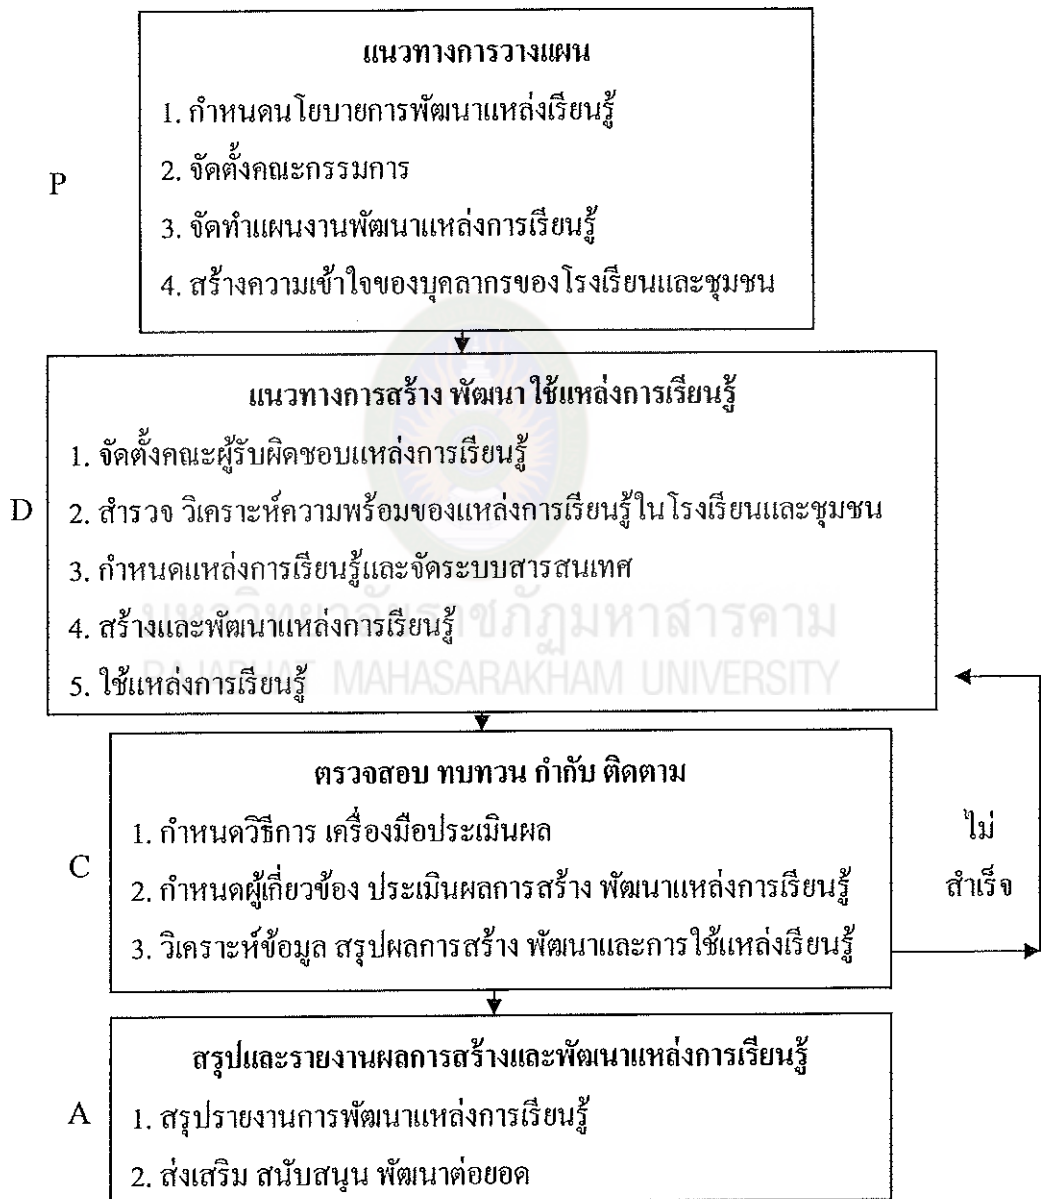 แนวทางการวางแผน
1. กำหนดนโยบายการพัฒนาแหล่งเรียนรู้
P
2. จัดตั้งคณะกรรมการ
3. จัดทำแผนงานพัฒนาแหล่งการเรียนรู้
4. สร้างความเข้าใจของบุคลากรของโรงเรียนและชุมชน
แนวทางการสร้าง พัฒนา ใช้แหล่งการเรียนรู้
1. จัดตั้งคณะผู้รับผิดชอบแหล่งการเรียนรู้
D
2. สำรวจ วิเคราะห์ความพร้อมของแหล่งการเรียนรู้ในโรงเรียนและชุมชน
3. กำหนดแหล่งการเรียนรู้และจัดระบบสารสนเทศ
มหาวิทยาลัยราชภัฏมหาสารคาม
4. สร้างและพัฒนาแหล่งการเรียนรู้
RAJABHAT MAHASARAKHAM UNIVERSITY
5. ใช้แหล่งการเรียนรู้
ตรวจสอบ ทบทวน กำกับ ติดตาม
1. กำหนดวิธีการ เครื่องมือประเมินผล
C
2. กำหนดผู้เกี่ยวข้อง ประเมินผลการสร้าง พัฒนาแหล่งการเรียนรู้
3. วิเคราะห์ข้อมูล สรุปผลการสร้าง พัฒนาและการใช้แหล่งเรียนรู้
ไม่
สำเร็จ
สรุปและรายงานผลการสร้างและพัฒนาแหล่งการเรียนรู้
A
1. สรุปรายงานการพัฒนาแหล่งการเรียนรู้
2. ส่งเสริม สนับสนุน พัฒนาต่อยอด